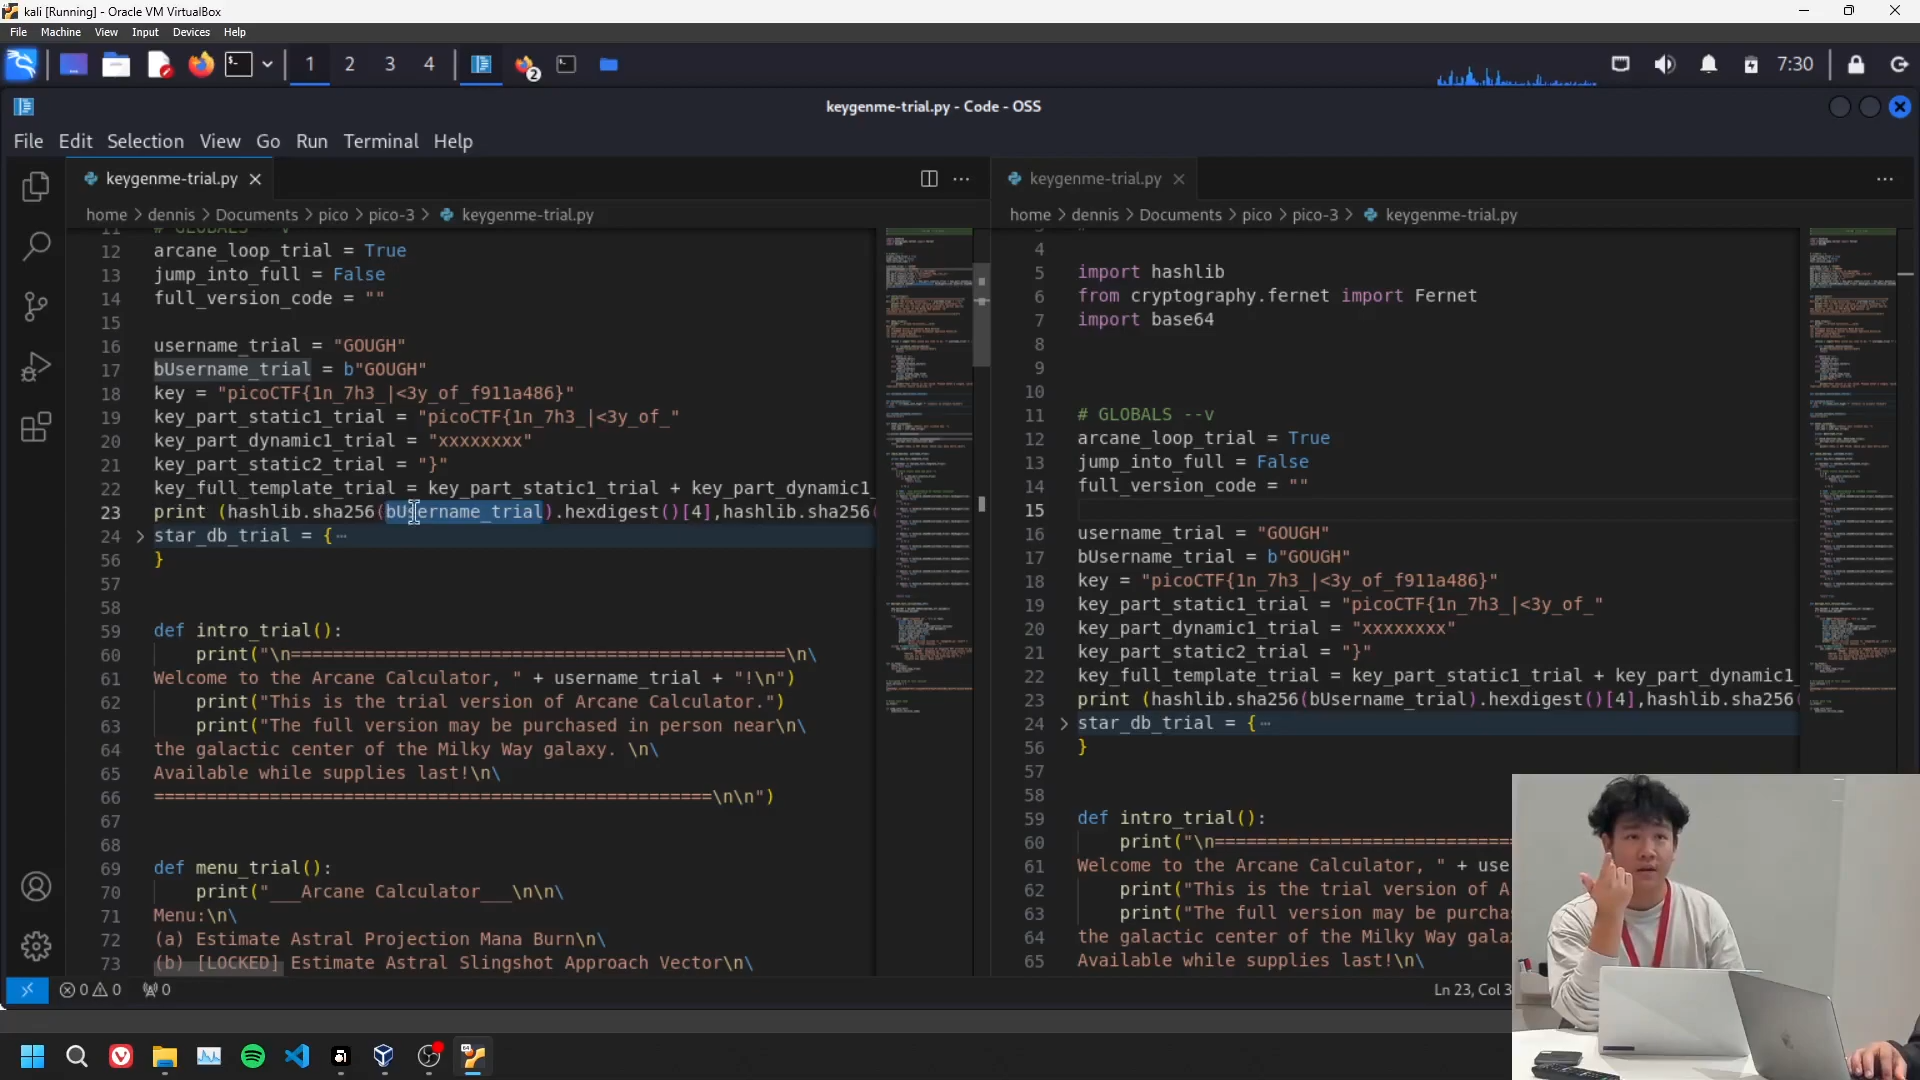 kali [Running] - Oracle VM VirtualBox
File Machine View Input Devices Help
1 2 3 4
2
7:30
keygenme-trial.py - Code - OSS
File Edit Selection View Go Run Terminal Help
keygenme-trial.py
home > dennis > Documents > pico > pico-3 > keygenme-trial.py
11 # GLOBALS --v
12 arcane_loop_trial = True
13 jump_into_full = False
14 full_version_code = ""
15
16 username_trial = "GOUGH"
17 bUsername_trial = b"GOUGH"
18 key = "picoCTF{1n_7h3_|<3y_of_f911a486}"
19 key_part_static1_trial = "picoCTF{1n_7h3_|<3y_of_"
20 key_part_dynamic1_trial = "xxxxxxxx"
21 key_part_static2_trial = "}"
22 key_full_template_trial = key_part_static1_trial + key_part_dynamic1_
23 print (hashlib.sha256(bUsername_trial).hexdigest()[4],hashlib.sha256(
24 > star_db_trial = { ⋯
56 }
57
58
59 def intro_trial():
60 print("\n===============================================\n\
61 Welcome to the Arcane Calculator, " + username_trial + "!\n")
62 print("This is the trial version of Arcane Calculator.")
63 print("The full version may be purchased in person near\n\
64 the galactic center of the Milky Way galaxy. \n\
65 Available while supplies last!\n\
66 =====================================================\n\n")
67
68
69 def menu_trial():
70 print("___Arcane Calculator___\n\n\
71 Menu:\n\
72 (a) Estimate Astral Projection Mana Burn\n\
73 (b) [LOCKED] Estimate Astral Slingshot Approach Vector\n\
keygenme-trial.py
home > dennis > Documents > pico > pico-3 > keygenme-trial.py
4
5 import hashlib
6 from cryptography.fernet import Fernet
7 import base64
8
9
10
11 # GLOBALS --v
12 arcane_loop_trial = True
13 jump_into_full = False
14 full_version_code = ""
15
16 username_trial = "GOUGH"
17 bUsername_trial = b"GOUGH"
18 key = "picoCTF{1n_7h3_|<3y_of_f911a486}"
19 key_part_static1_trial = "picoCTF{1n_7h3_|<3y_of_"
20 key_part_dynamic1_trial = "xxxxxxxx"
21 key_part_static2_trial = "}"
22 key_full_template_trial = key_part_static1_trial + key_part_dynamic1_
23 print (hashlib.sha256(bUsername_trial).hexdigest()[4],hashlib.sha256(
24 > star_db_trial = { ⋯
56 }
57
58
59 def intro_trial():
60 print("\n=====================
61 Welcome to the Arcane Calculator, " + use
62 print("This is the trial version of A
63 print("The full version may be purcha
64 the galactic center of the Milky Way gala
65 Available while supplies last!\n\
0 0 0
Ln 23, Col 3